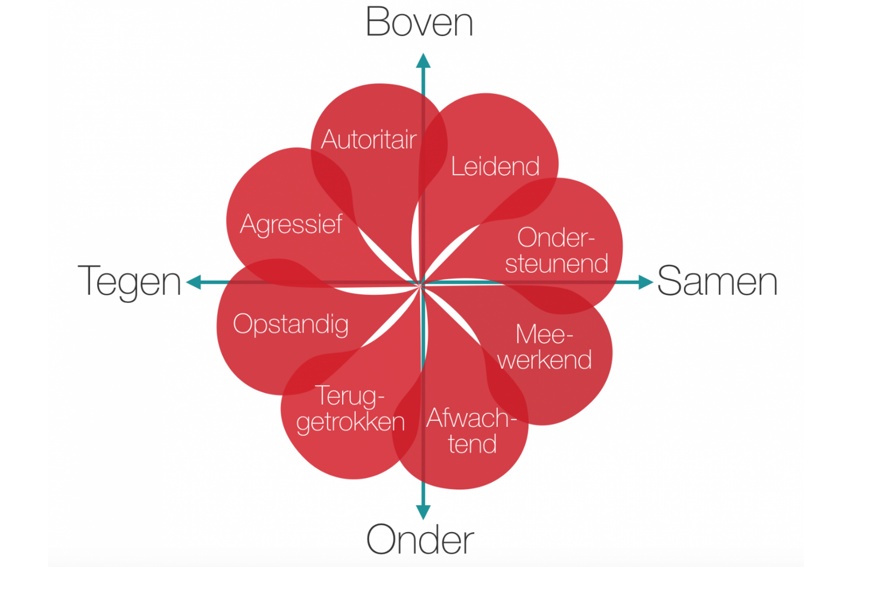 Boven
Autoritair
Leidend
Agressief
Onder-
steunend
Tegen
Samen
Opstandig
Mee-
werkend
Terug-
getrokken
Afwach-
tend
Onder